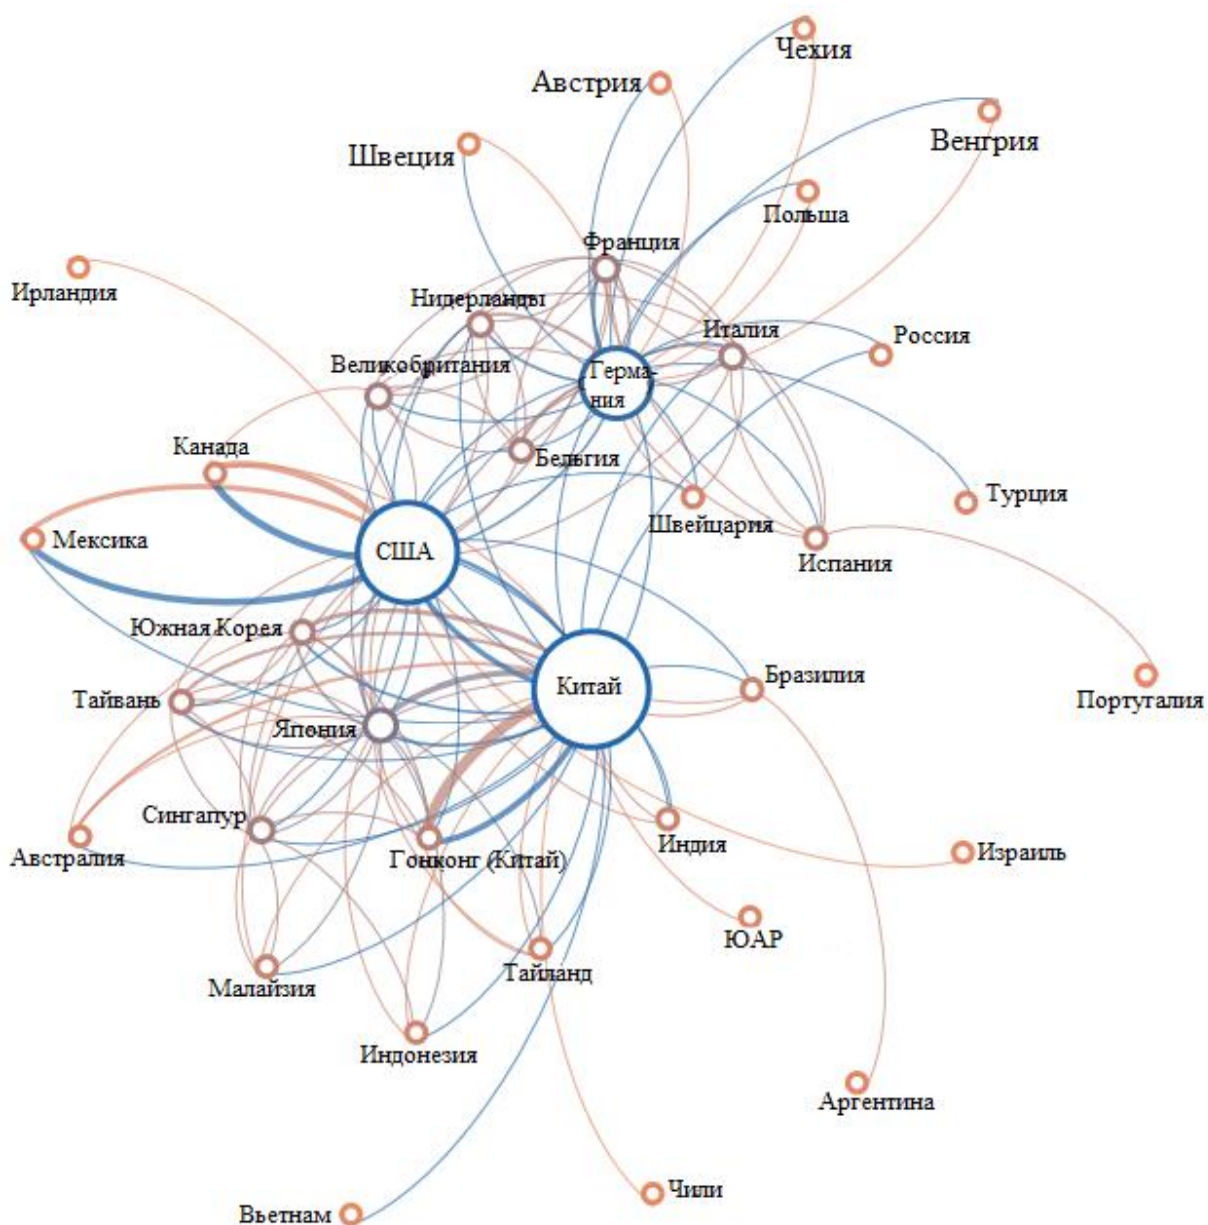 Чехия
Австрия
Венгрия
Швеция
Польша
Франция
Ирландия
Нидерланды
Италия
Россия
Великобритания
Герма-
ния
Канада
Бельгия
Турция
Швейцария
Мексика
США
Испания
Южная Корея
Китай
Бразилия
Тайвань
Португалия
Япония
Сингапур
Австралия
Гонконг (Китай)
Индия
Израиль
ЮАР
Тайланд
Малайзия
Индонезия
Аргентина
Чили
Вьетнам